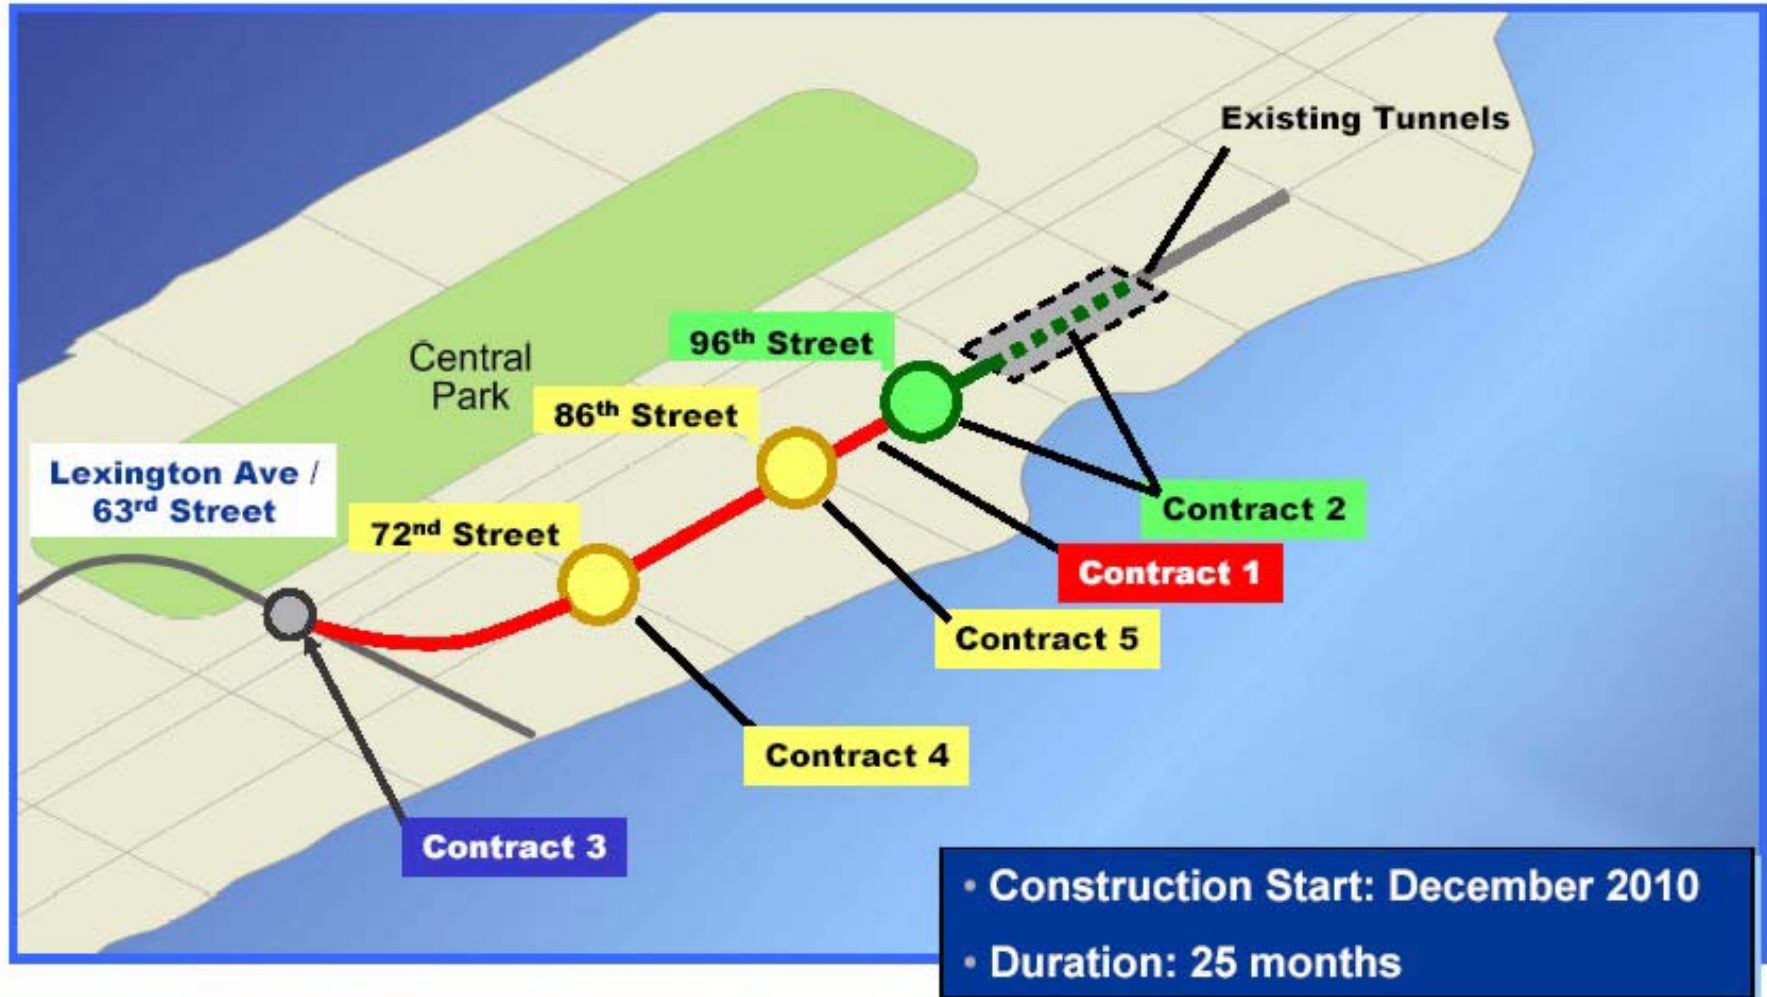 Existing Tunnels
96th Street
Central
Park
86th Street
Lexington Ave /
63rd Street
72nd Street
Contract 2
Contract 1
Contract 5
Contract 4
Contract 3
• Construction Start: December 2010
• Duration: 25 months